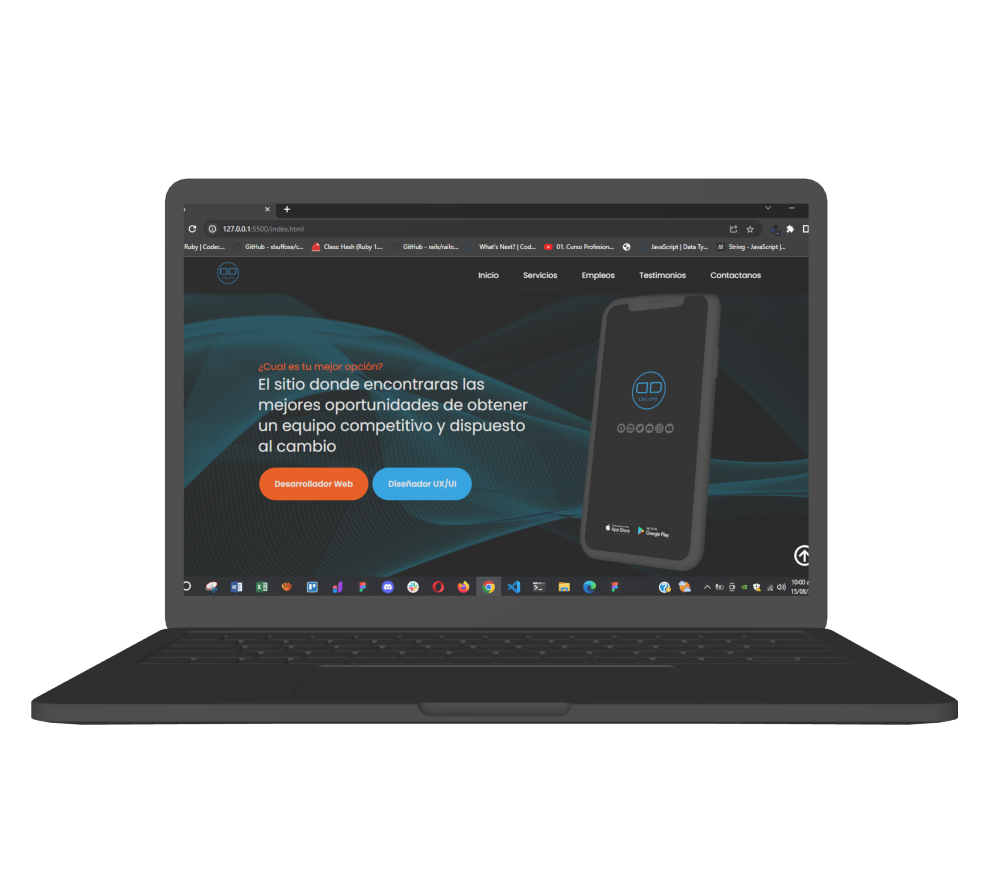 127.0.0.1:5500/index.html
Ruby | Codec... GitHub - sbuffose/c... Class: Hash (Ruby 1.... GitHub - rails/rails:... What's Next? | Cod... 01. Curso Profesion... JavaScript | Data Ty... String - JavaScript |...
Inicio Servicios Empleos Testimonios Contactanos
¿Cual es tu mejor opción?
El sitio donde encontraras las
mejores oportunidades de obtener
un equipo competitivo y dispuesto
al cambio
Desarrollador Web Diseñador UX/UI
App Store Google Play
10:00
15/08/